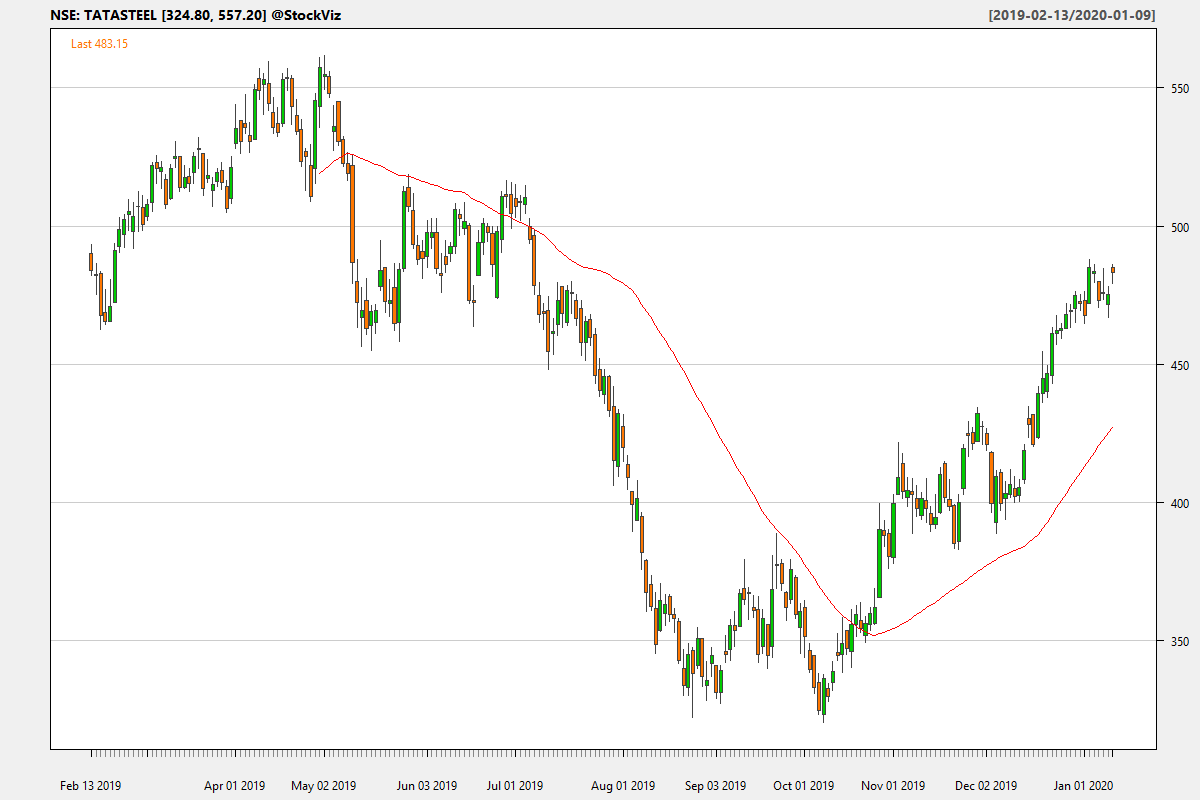 NSE: TATASTEEL [324.80, 557.20] @StockViz
[2019-02-13/2020-01-09]
Last 483.15
550
500
450
400
350
Feb 13 2019
Apr 01 2019
May 02 2019
Jun 03 2019
Jul 01 2019
Aug 01 2019
Sep 03 2019
Oct 01 2019
Nov 01 2019
Dec 02 2019
Jan 01 2020